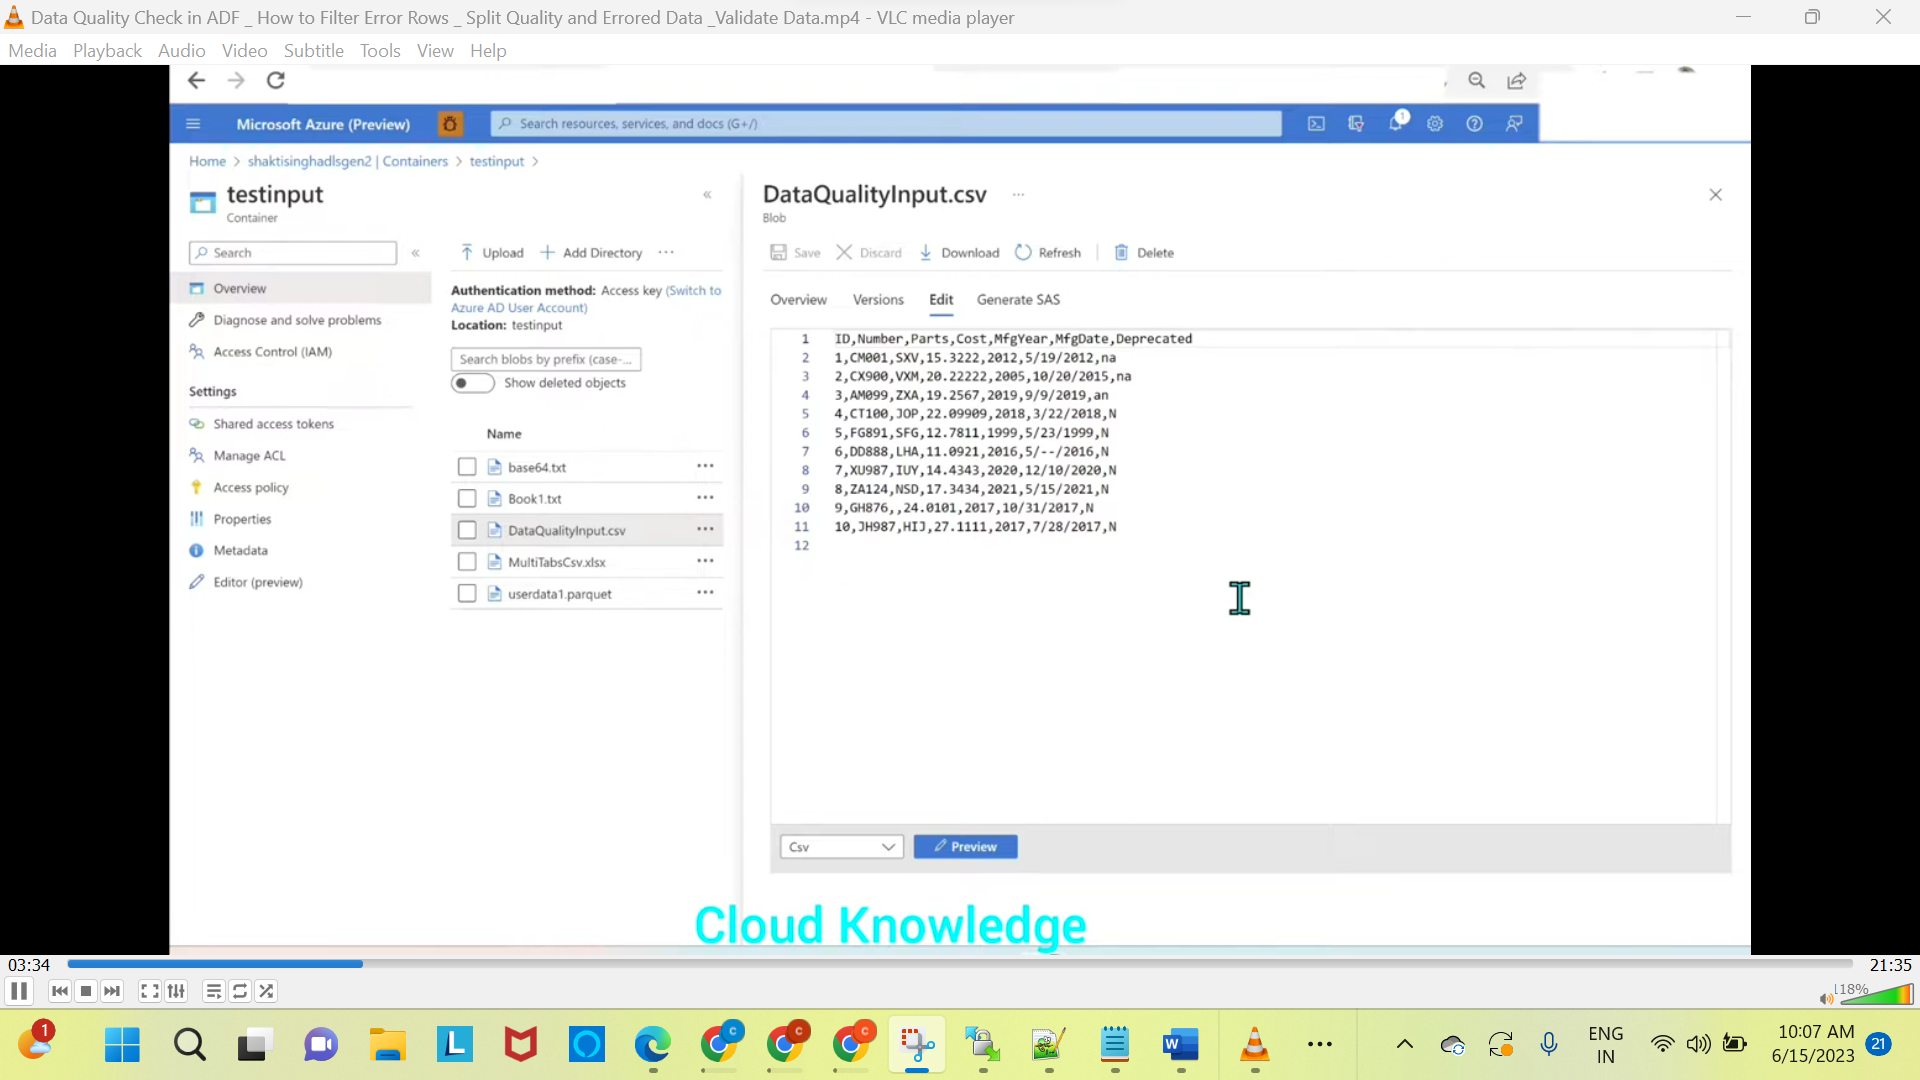 Data Quality Check in ADF _ How to Filter Error Rows _ Split Quality and Errored Data _Validate Data.mp4 - VLC media player
Media Playback Audio Video Subtitle Tools View Help
Microsoft Azure (Preview)
Search resources, services, and docs (G+/)
1
Home > shaktisinghadlsgen2 | Containers > testinput >
testinput
Container
Search
Overview
Diagnose and solve problems
Access Control (IAM)
Settings
Shared access tokens
Manage ACL
Access policy
Properties
Metadata
Editor (preview)
Upload Add Directory ...
Authentication method: Access key (Switch to
Azure AD User Account)
Location: testinput
Search blobs by prefix (case-...
Show deleted objects
Name
base64.txt
Book1.txt
DataQualityInput.csv
MultiTabsCsv.xlsx
userdata1.parquet
DataQualityInput.csv ...
Blob
Save Discard Download Refresh Delete
Overview Versions Edit Generate SAS
1 ID,Number,Parts,Cost,MfgYear,MfgDate,Deprecated
2 1,CM001,SXV,15.3222,2012,5/19/2012,na
3 2,CX900,VXM,20.22222,2005,10/20/2015,na
4 3,AM099,ZXA,19.2567,2019,9/9/2019,an
5 4,CT100,JOP,22.09909,2018,3/22/2018,N
6 5,FG891,SFG,12.7811,1999,5/23/1999,N
7 6,DD888,LHA,11.0921,2016,5/--/2016,N
8 7,XU987,IUY,14.4343,2020,12/10/2020,N
9 8,ZA124,NSD,17.3434,2021,5/15/2021,N
10 9,GH876,,24.0101,2017,10/31/2017,N
11 10,JH987,HIJ,27.1111,2017,7/28/2017,N
12
Csv
Preview
Cloud Knowledge
03:34
21:35
118%
1
L
C
C
C
W
ENG
IN
10:07 AM
6/15/2023
21